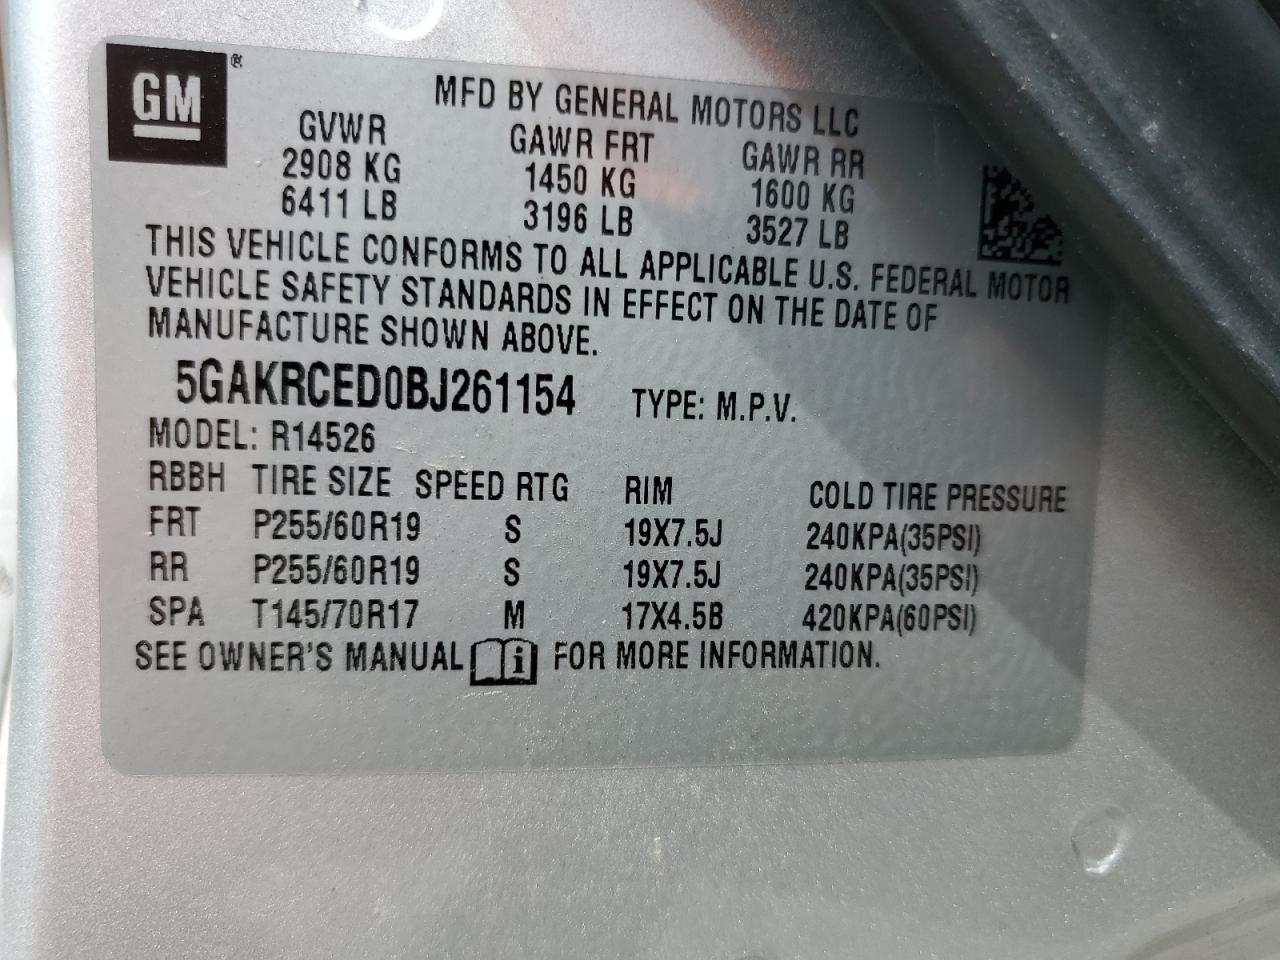 GM®
MFD BY GENERAL MOTORS LLC
GVWR GAWR FRT GAWR RR
2908 KG 1450 KG 1600 KG
6411 LB 3196 LB 3527 LB
THIS VEHICLE CONFORMS TO ALL APPLICABLE U.S. FEDERAL MOTOR
VEHICLE SAFETY STANDARDS IN EFFECT ON THE DATE OF
MANUFACTURE SHOWN ABOVE.
5GAKRCED0BJ261154 TYPE: M.P.V.
MODEL: R14526
RBBH TIRE SIZE SPEED RTG RIM COLD TIRE PRESSURE
FRT P255/60R19 S 19X7.5J 240KPA(35PSI)
RR P255/60R19 S 19X7.5J 240KPA(35PSI)
SPA T145/70R17 M 17X4.5B 420KPA(60PSI)
SEE OWNER'S MANUAL i FOR MORE INFORMATION.